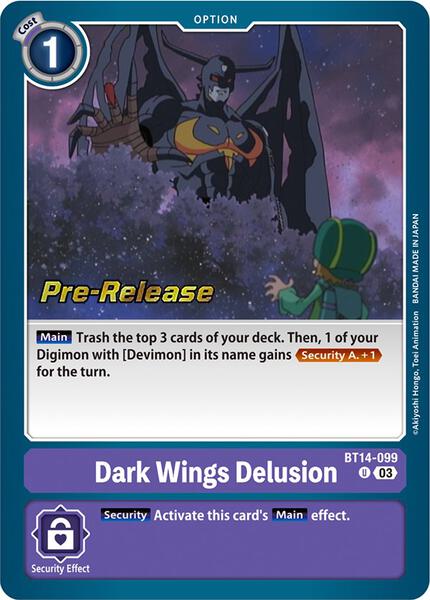 OPTION
Cost
1
Pre-Release
©Akiyoshi Hongo, Toei Animation BANDAI MADE IN JAPAN
Main Trash the top 3 cards of your deck. Then, 1 of your
Digimon with [Devimon] in its name gains Security A. +1
for the turn.
BT14-099
Dark Wings Delusion U 03
Security Activate this card's Main effect.
Security Effect